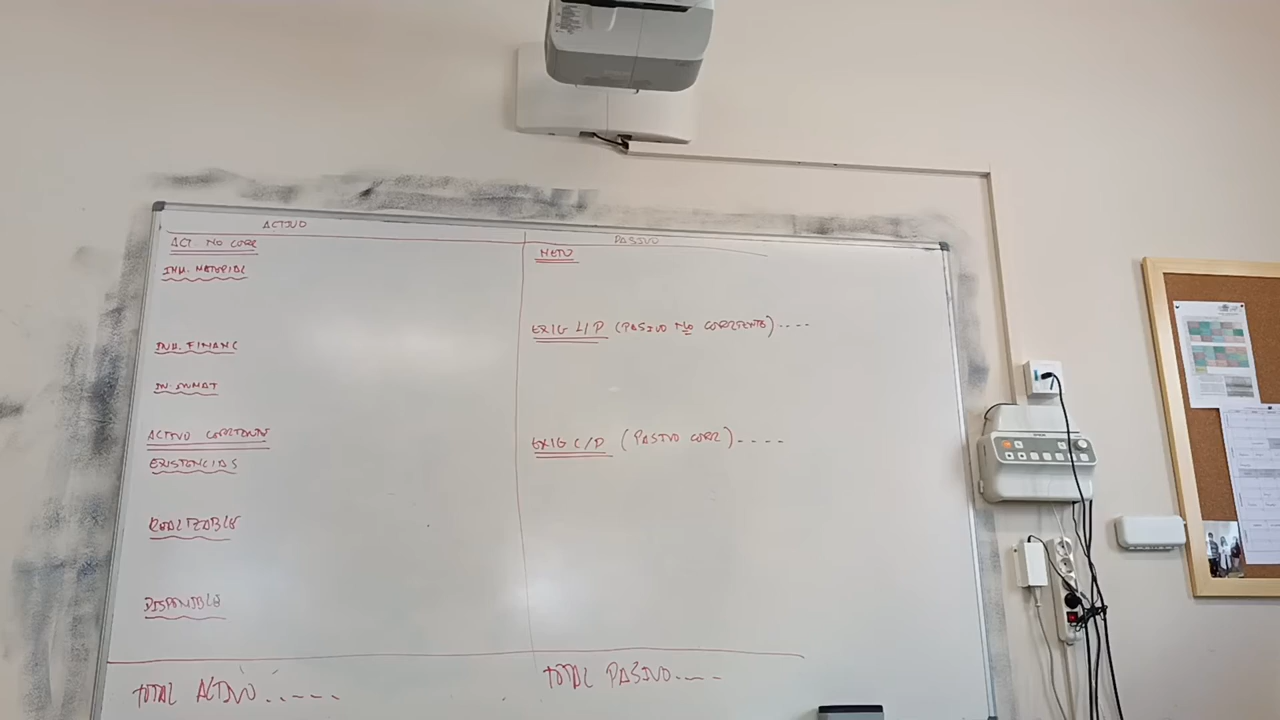 ACTIVO
ACT. NO CORR
INM. MATERIAL
INM. FINANC
IN. INMAT
ACTIVO CORRIENTE
EXISTENCIAS
REALIZABLE
DISPONIBLE
TOTAL ACTIVO.....
PASIVO
NETO
EXIG L/P (PASIVO NO CORRIENTE)....
EXIG C/P (PASIVO CORR)....
TOTAL PASIVO....